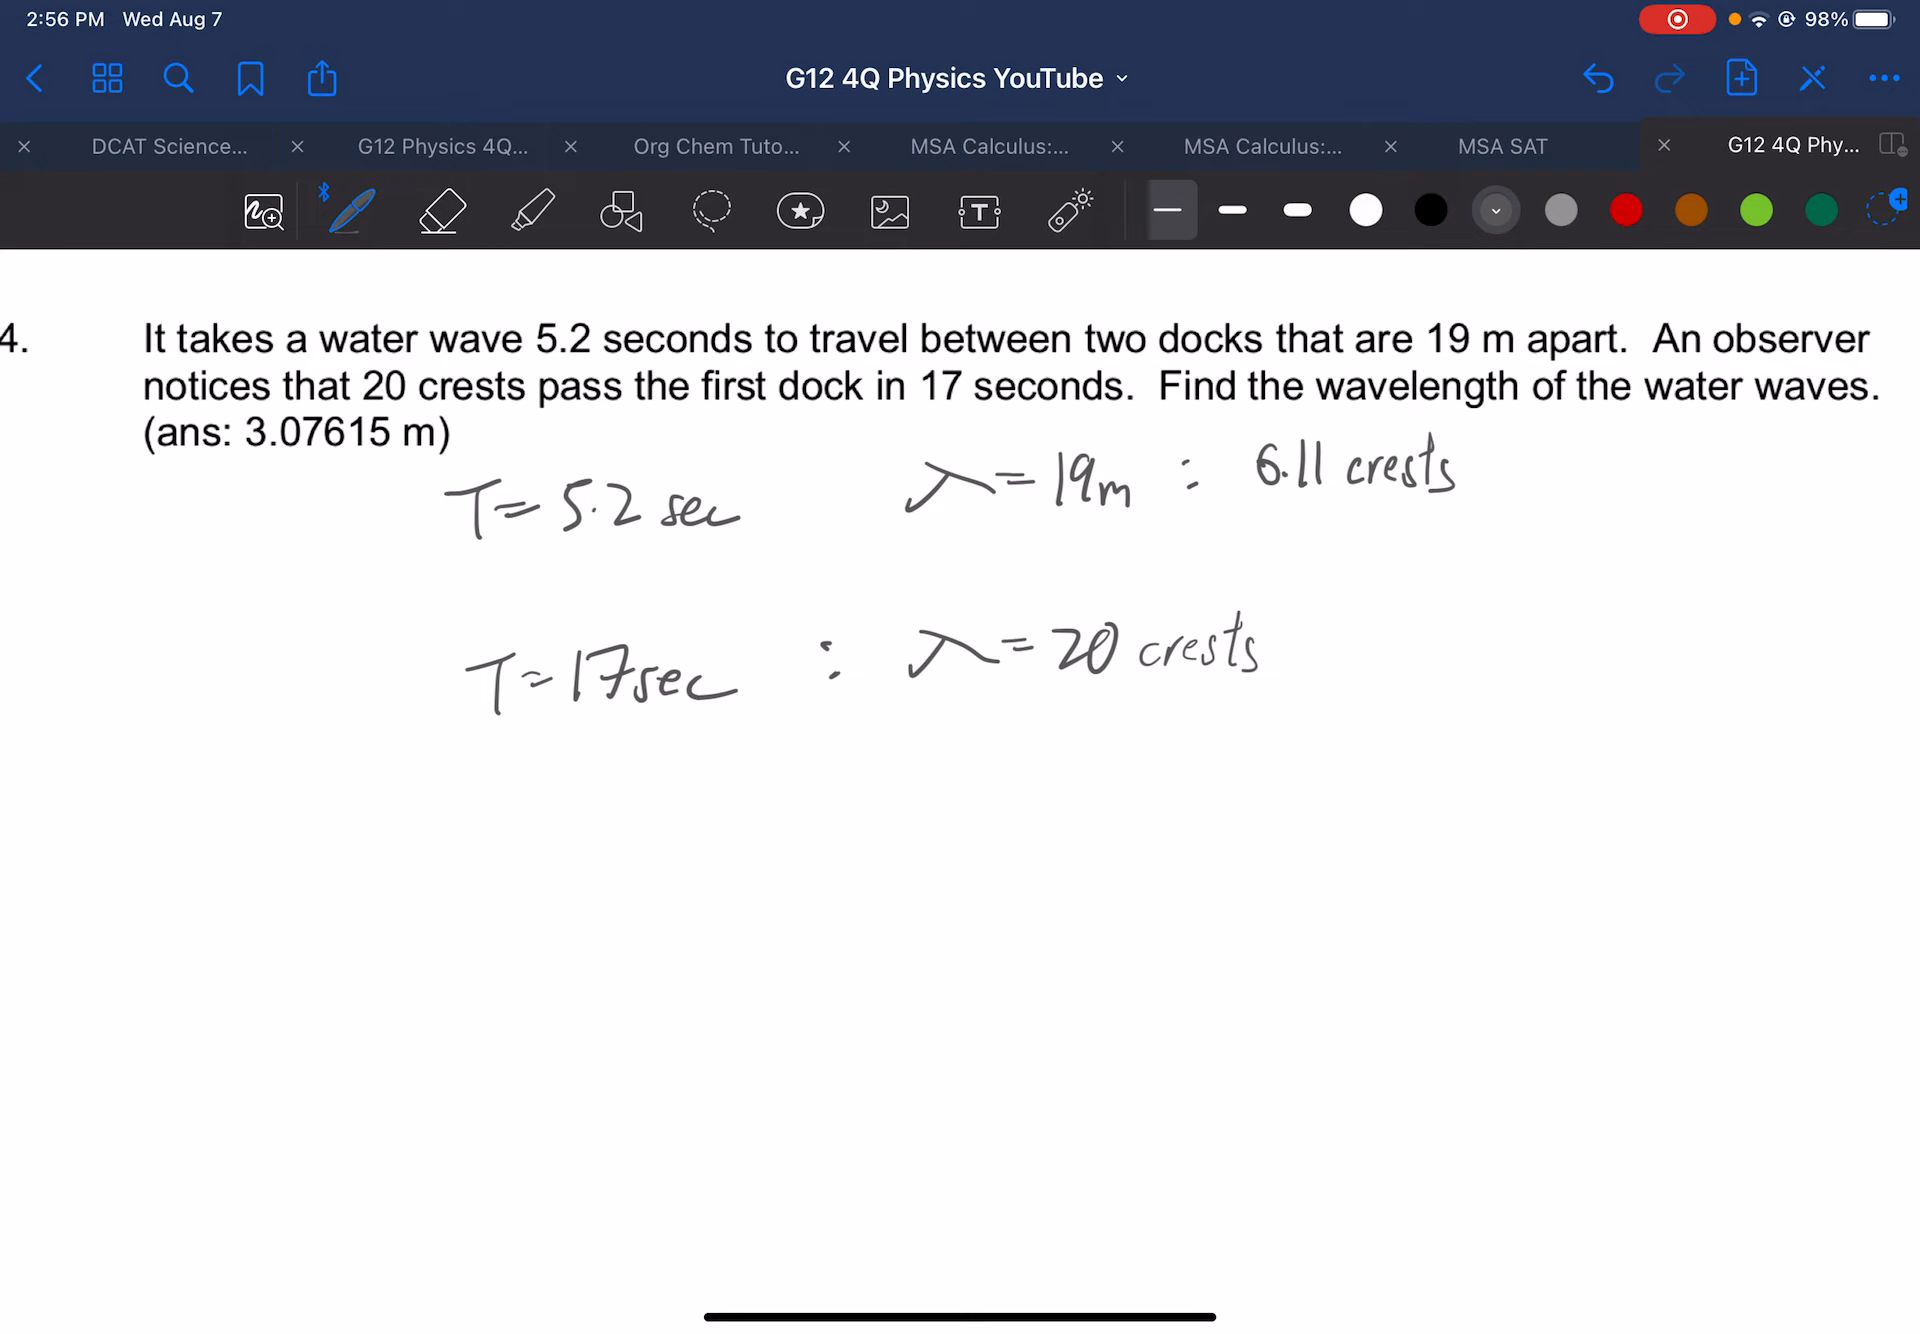 2:56 PM Wed Aug 7 98%
G12 4Q Physics YouTube
DCAT Science... G12 Physics 4Q... Org Chem Tuto... MSA Calculus:... MSA Calculus:... MSA SAT G12 4Q Phy...
4. It takes a water wave 5.2 seconds to travel between two docks that are 19 m apart. An observer
notices that 20 crests pass the first dock in 17 seconds. Find the wavelength of the water waves.
(ans: 3.07615 m)
T = 5.2 sec λ = 19m : 6.11 crests
T = 17sec : λ = 20 crests